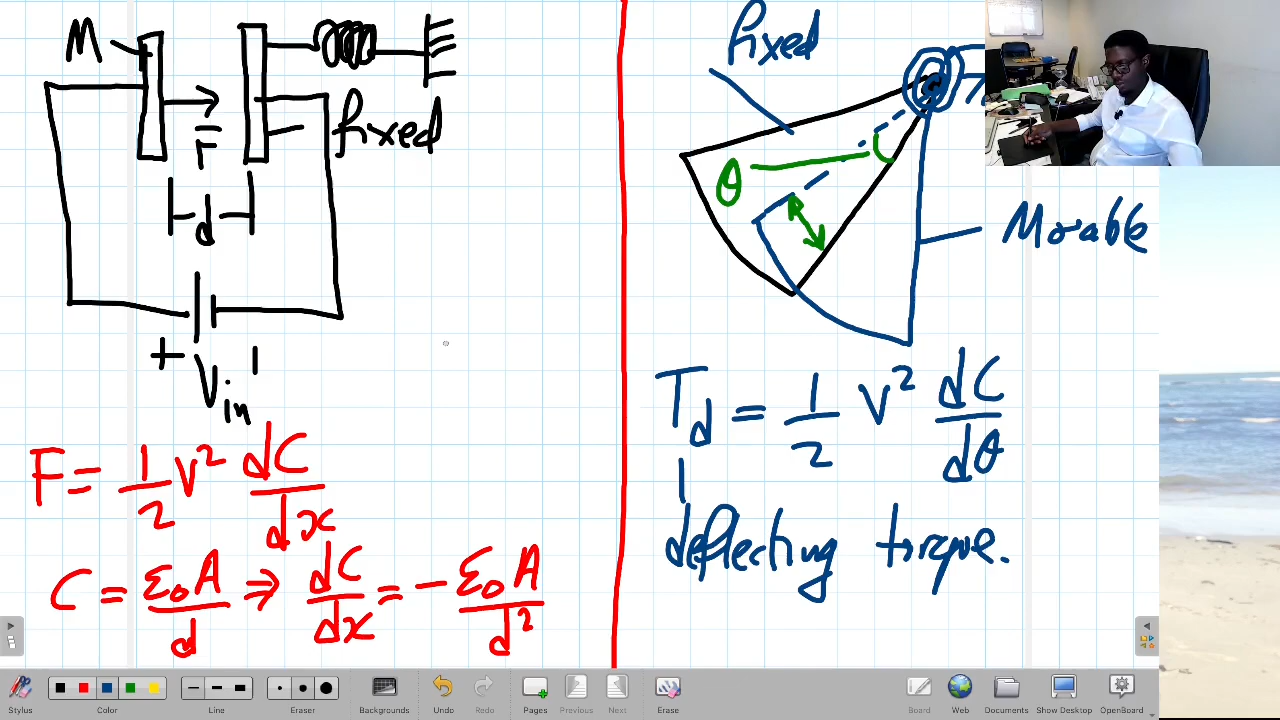 M
F
fixed
d
+ Vin
F = 1/2 V² dC/dx
C = ε₀A/d ⇒ dC/dx = - ε₀A/d²
fixed
θ
Movable
Td = 1/2 V² dC/dθ
deflecting torque.
Stylus
Color
Line
Eraser
Backgrounds
Undo
Redo
Pages
Previous
Next
Erase
Board
Web
Documents
Show Desktop
OpenBoard